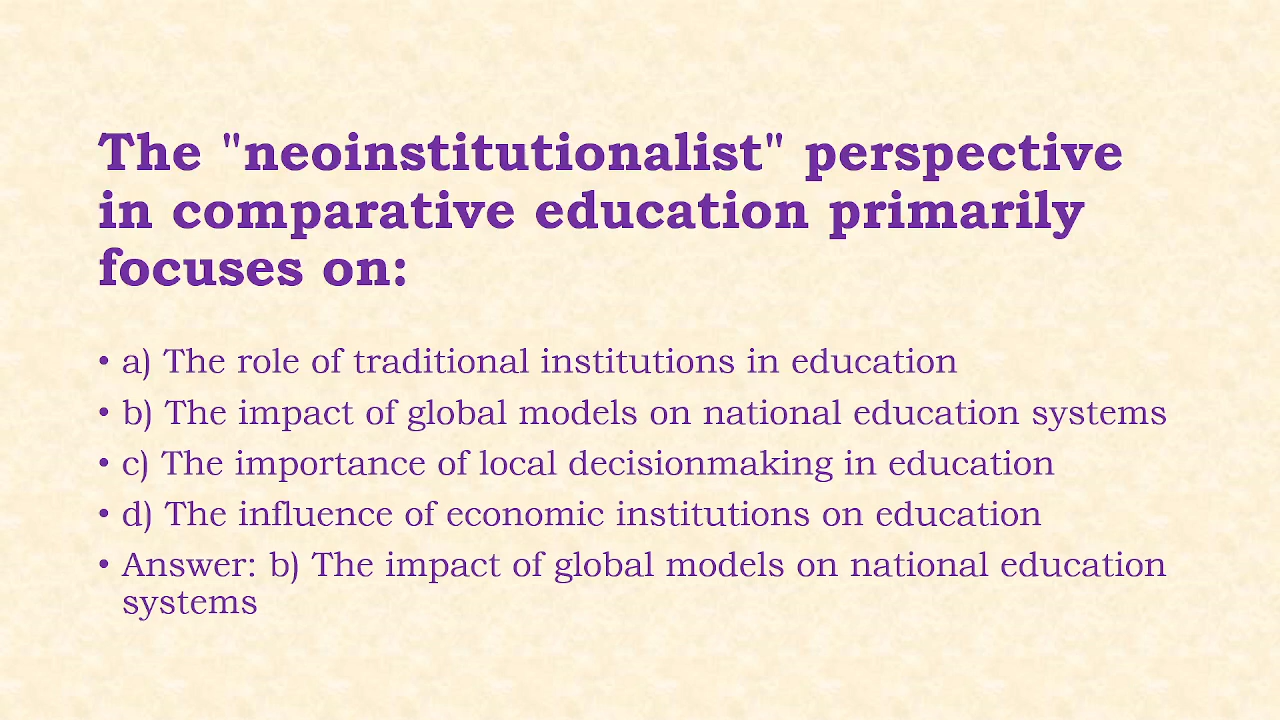 The "neoinstitutionalist" perspective
in comparative education primarily
focuses on:
• a) The role of traditional institutions in education
• b) The impact of global models on national education systems
• c) The importance of local decisionmaking in education
• d) The influence of economic institutions on education
• Answer: b) The impact of global models on national education
systems